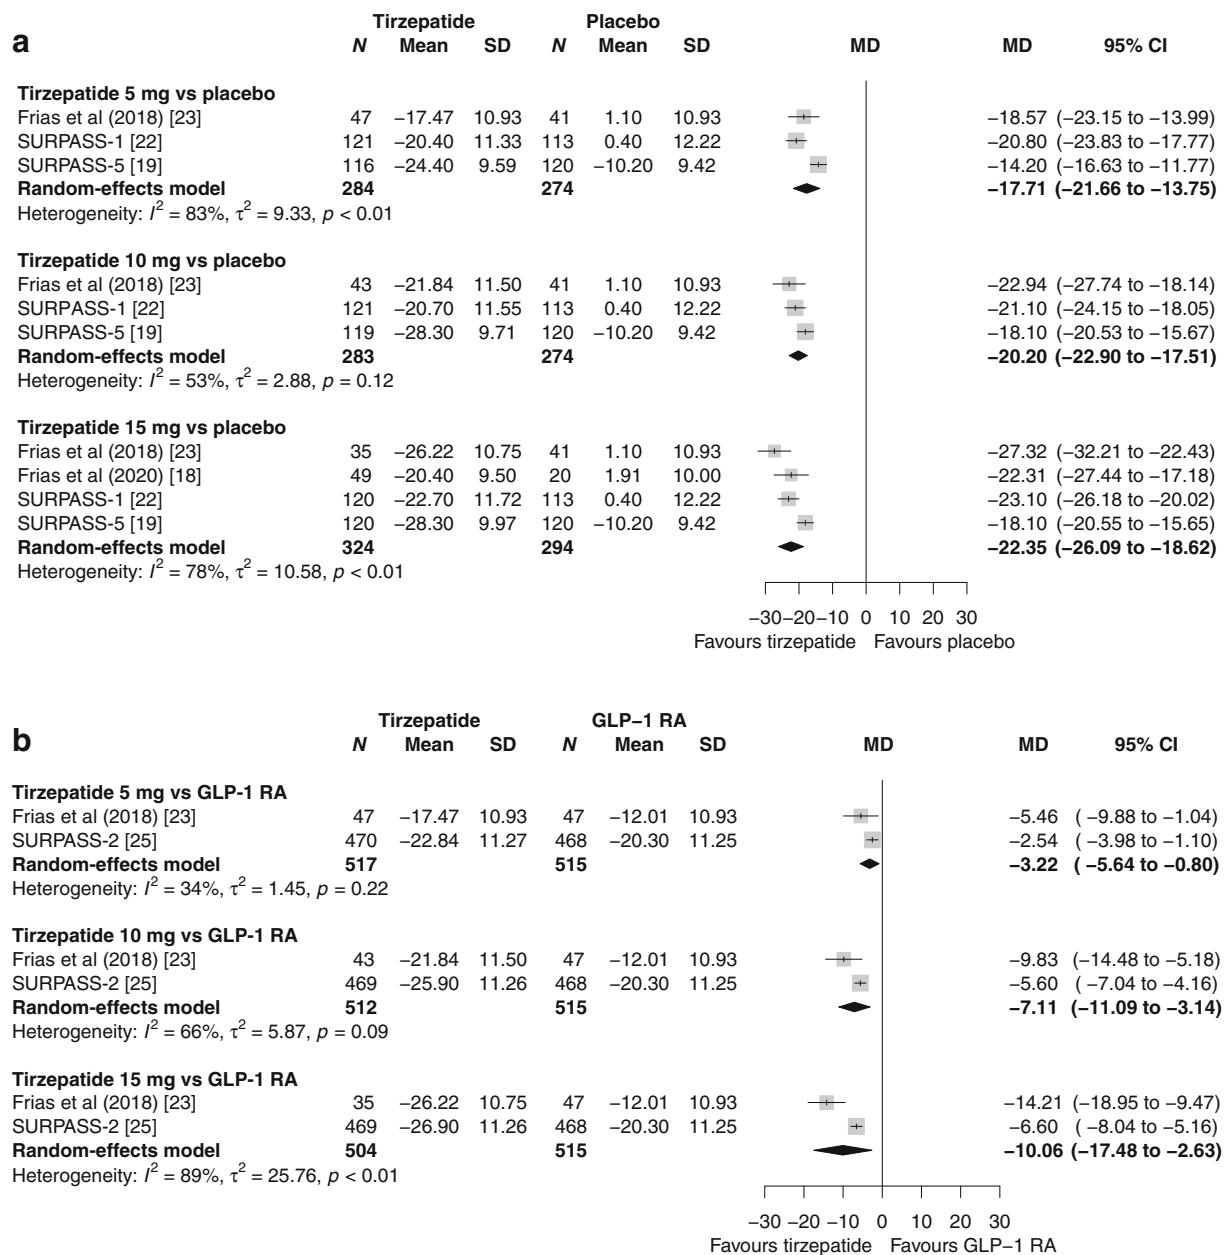 a
Tirzepatide Placebo
N Mean SD N Mean SD MD MD 95% CI
Tirzepatide 5 mg vs placebo
Frias et al (2018) [23] 47 −17.47 10.93 41 1.10 10.93 −18.57 (−23.15 to −13.99)
SURPASS-1 [22] 121 −20.40 11.33 113 0.40 12.22 −20.80 (−23.83 to −17.77)
SURPASS-5 [19] 116 −24.40 9.59 120 −10.20 9.42 −14.20 (−16.63 to −11.77)
Random-effects model 284 274 −17.71 (−21.66 to −13.75)
Heterogeneity: I² = 83%, τ² = 9.33, p < 0.01
Tirzepatide 10 mg vs placebo
Frias et al (2018) [23] 43 −21.84 11.50 41 1.10 10.93 −22.94 (−27.74 to −18.14)
SURPASS-1 [22] 121 −20.70 11.55 113 0.40 12.22 −21.10 (−24.15 to −18.05)
SURPASS-5 [19] 119 −28.30 9.71 120 −10.20 9.42 −18.10 (−20.53 to −15.67)
Random-effects model 283 274 −20.20 (−22.90 to −17.51)
Heterogeneity: I² = 53%, τ² = 2.88, p = 0.12
Tirzepatide 15 mg vs placebo
Frias et al (2018) [23] 35 −26.22 10.75 41 1.10 10.93 −27.32 (−32.21 to −22.43)
Frias et al (2020) [18] 49 −20.40 9.50 20 1.91 10.00 −22.31 (−27.44 to −17.18)
SURPASS-1 [22] 120 −22.70 11.72 113 0.40 12.22 −23.10 (−26.18 to −20.02)
SURPASS-5 [19] 120 −28.30 9.97 120 −10.20 9.42 −18.10 (−20.55 to −15.65)
Random-effects model 324 294 −22.35 (−26.09 to −18.62)
Heterogeneity: I² = 78%, τ² = 10.58, p < 0.01
−30 −20 −10 0 10 20 30
Favours tirzepatide Favours placebo
b
Tirzepatide GLP−1 RA
N Mean SD N Mean SD MD MD 95% CI
Tirzepatide 5 mg vs GLP-1 RA
Frias et al (2018) [23] 47 −17.47 10.93 47 −12.01 10.93 −5.46 ( −9.88 to −1.04)
SURPASS-2 [25] 470 −22.84 11.27 468 −20.30 11.25 −2.54 ( −3.98 to −1.10)
Random-effects model 517 515 −3.22 ( −5.64 to −0.80)
Heterogeneity: I² = 34%, τ² = 1.45, p = 0.22
Tirzepatide 10 mg vs GLP-1 RA
Frias et al (2018) [23] 43 −21.84 11.50 47 −12.01 10.93 −9.83 (−14.48 to −5.18)
SURPASS-2 [25] 469 −25.90 11.26 468 −20.30 11.25 −5.60 ( −7.04 to −4.16)
Random-effects model 512 515 −7.11 (−11.09 to −3.14)
Heterogeneity: I² = 66%, τ² = 5.87, p = 0.09
Tirzepatide 15 mg vs GLP-1 RA
Frias et al (2018) [23] 35 −26.22 10.75 47 −12.01 10.93 −14.21 (−18.95 to −9.47)
SURPASS-2 [25] 469 −26.90 11.26 468 −20.30 11.25 −6.60 ( −8.04 to −5.16)
Random-effects model 504 515 −10.06 (−17.48 to −2.63)
Heterogeneity: I² = 89%, τ² = 25.76, p < 0.01
−30 −20 −10 0 10 20 30
Favours tirzepatide Favours GLP−1 RA